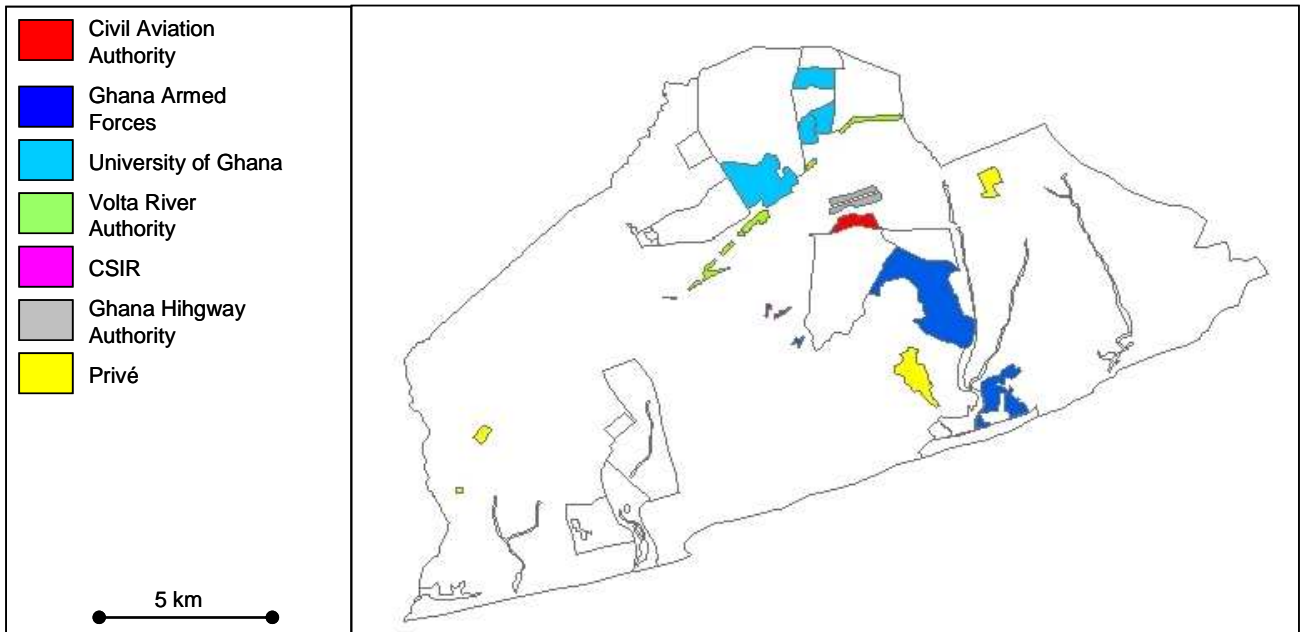 Civil Aviation
Authority
Ghana Armed
Forces
University of Ghana
Volta River
Authority
CSIR
Ghana Hihgway
Authority
Privé
5 km